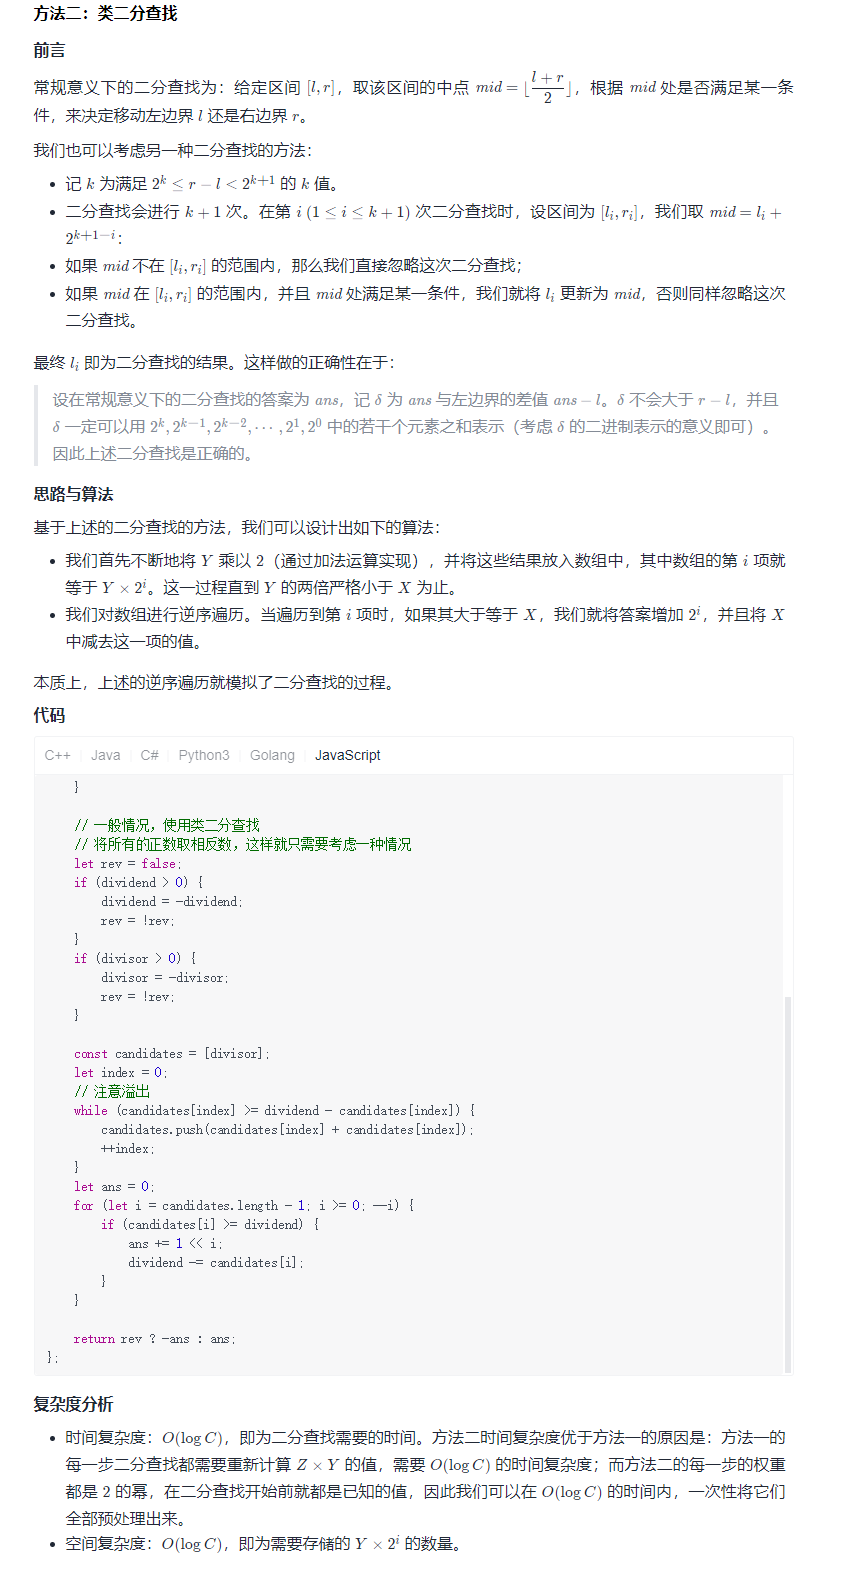 方法二：类二分查找
前言
常规意义下的二分查找为：给定区间 [l, r]，取该区间的中点 mid = ⌊(l + r)/2⌋，根据 mid 处是否满足某一条
件，来决定移动左边界 l 还是右边界 r。
我们也可以考虑另一种二分查找的方法：
• 记 k 为满足 2^k ≤ r − l < 2^{k+1} 的 k 值。
• 二分查找会进行 k + 1 次。在第 i (1 ≤ i ≤ k + 1) 次二分查找时，设区间为 [l_i, r_i]，我们取 mid = l_i +
2^{k+1−i}：
• 如果 mid 不在 [l_i, r_i] 的范围内，那么我们直接忽略这次二分查找；
• 如果 mid 在 [l_i, r_i] 的范围内，并且 mid 处满足某一条件，我们就将 l_i 更新为 mid，否则同样忽略这次
二分查找。
最终 l_i 即为二分查找的结果。这样做的正确性在于：
设在常规意义下的二分查找的答案为 ans，记 δ 为 ans 与左边界的差值 ans − l。δ 不会大于 r − l，并且
δ 一定可以用 2^k, 2^{k−1}, 2^{k−2}, ⋯ , 2^1, 2^0 中的若干个元素之和表示（考虑 δ 的二进制表示的意义即可）。
因此上述二分查找是正确的。
思路与算法
基于上述的二分查找的方法，我们可以设计出如下的算法：
• 我们首先不断地将 Y 乘以 2（通过加法运算实现），并将这些结果放入数组中，其中数组的第 i 项就
等于 Y × 2^i。这一过程直到 Y 的两倍严格小于 X 为止。
• 我们对数组进行逆序遍历。当遍历到第 i 项时，如果其大于等于 X，我们就将答案增加 2^i，并且将 X
中减去这一项的值。
本质上，上述的逆序遍历就模拟了二分查找的过程。
代码
C++ Java C# Python3 Golang JavaScript
}
// 一般情况，使用类二分查找
// 将所有的正数取相反数，这样就只需要考虑一种情况
let rev = false;
if (dividend > 0) {
dividend = -dividend;
rev = !rev;
}
if (divisor > 0) {
divisor = -divisor;
rev = !rev;
}
const candidates = [divisor];
let index = 0;
// 注意溢出
while (candidates[index] >= dividend - candidates[index]) {
candidates.push(candidates[index] + candidates[index]);
++index;
}
let ans = 0;
for (let i = candidates.length - 1; i >= 0; --i) {
if (candidates[i] >= dividend) {
ans += 1 << i;
dividend -= candidates[i];
}
}
return rev ? -ans : ans;
};
复杂度分析
• 时间复杂度：O(log C)，即为二分查找需要的时间。方法二时间复杂度优于方法一的原因是：方法一的
每一步二分查找都需要重新计算 Z × Y 的值，需要 O(log C) 的时间复杂度；而方法二的每一步的权重
都是 2 的幂，在二分查找开始前就都是已知的值，因此我们可以在 O(log C) 的时间内，一次性将它们
全部预处理出来。
• 空间复杂度：O(log C)，即为需要存储的 Y × 2^i 的数量。